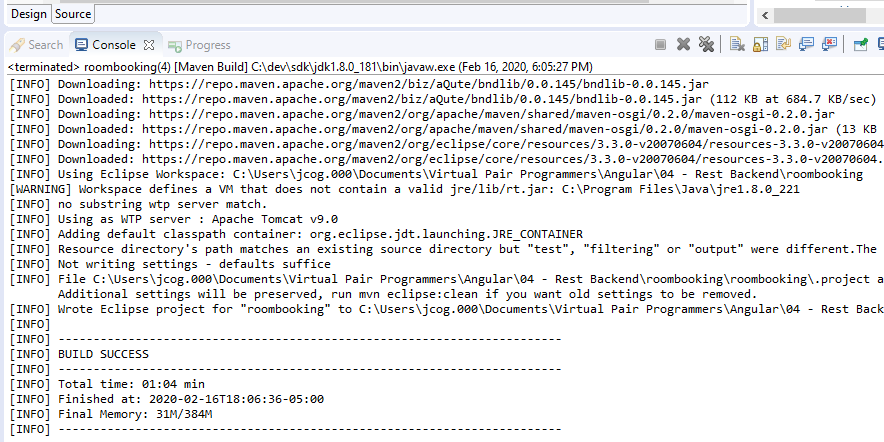 Design Source
Search Console Progress
<terminated> roombooking(4) [Maven Build] C:\dev\sdk\jdk1.8.0_181\bin\javaw.exe (Feb 16, 2020, 6:05:27 PM)
[INFO] Downloading: https://repo.maven.apache.org/maven2/biz/aQute/bndlib/0.0.145/bndlib-0.0.145.jar
[INFO] Downloaded: https://repo.maven.apache.org/maven2/biz/aQute/bndlib/0.0.145/bndlib-0.0.145.jar (112 KB at 684.7 KB/sec)
[INFO] Downloading: https://repo.maven.apache.org/maven2/org/apache/maven/shared/maven-osgi/0.2.0/maven-osgi-0.2.0.jar
[INFO] Downloaded: https://repo.maven.apache.org/maven2/org/apache/maven/shared/maven-osgi/0.2.0/maven-osgi-0.2.0.jar (13 KB
[INFO] Downloading: https://repo.maven.apache.org/maven2/org/eclipse/core/resources/3.3.0-v20070604/resources-3.3.0-v2007060
[INFO] Downloaded: https://repo.maven.apache.org/maven2/org/eclipse/core/resources/3.3.0-v20070604/resources-3.3.0-v20070604.
[INFO] Using Eclipse Workspace: C:\Users\jcog.000\Documents\Virtual Pair Programmers\Angular\04 - Rest Backend\roombooking
[WARNING] Workspace defines a VM that does not contain a valid jre/lib/rt.jar: C:\Program Files\Java\jre1.8.0_221
[INFO] no substring wtp server match.
[INFO] Using as WTP server : Apache Tomcat v9.0
[INFO] Adding default classpath container: org.eclipse.jdt.launching.JRE_CONTAINER
[INFO] Resource directory's path matches an existing source directory but "test", "filtering" or "output" were different.The
[INFO] Not writing settings - defaults suffice
[INFO] File C:\Users\jcog.000\Documents\Virtual Pair Programmers\Angular\04 - Rest Backend\roombooking\roombooking\.project a
Additional settings will be preserved, run mvn eclipse:clean if you want old settings to be removed.
[INFO] Wrote Eclipse project for "roombooking" to C:\Users\jcog.000\Documents\Virtual Pair Programmers\Angular\04 - Rest Back
[INFO]
[INFO] ------------------------------------------------------------------------
[INFO] BUILD SUCCESS
[INFO] ------------------------------------------------------------------------
[INFO] Total time: 01:04 min
[INFO] Finished at: 2020-02-16T18:06:36-05:00
[INFO] Final Memory: 31M/384M
[INFO] ------------------------------------------------------------------------